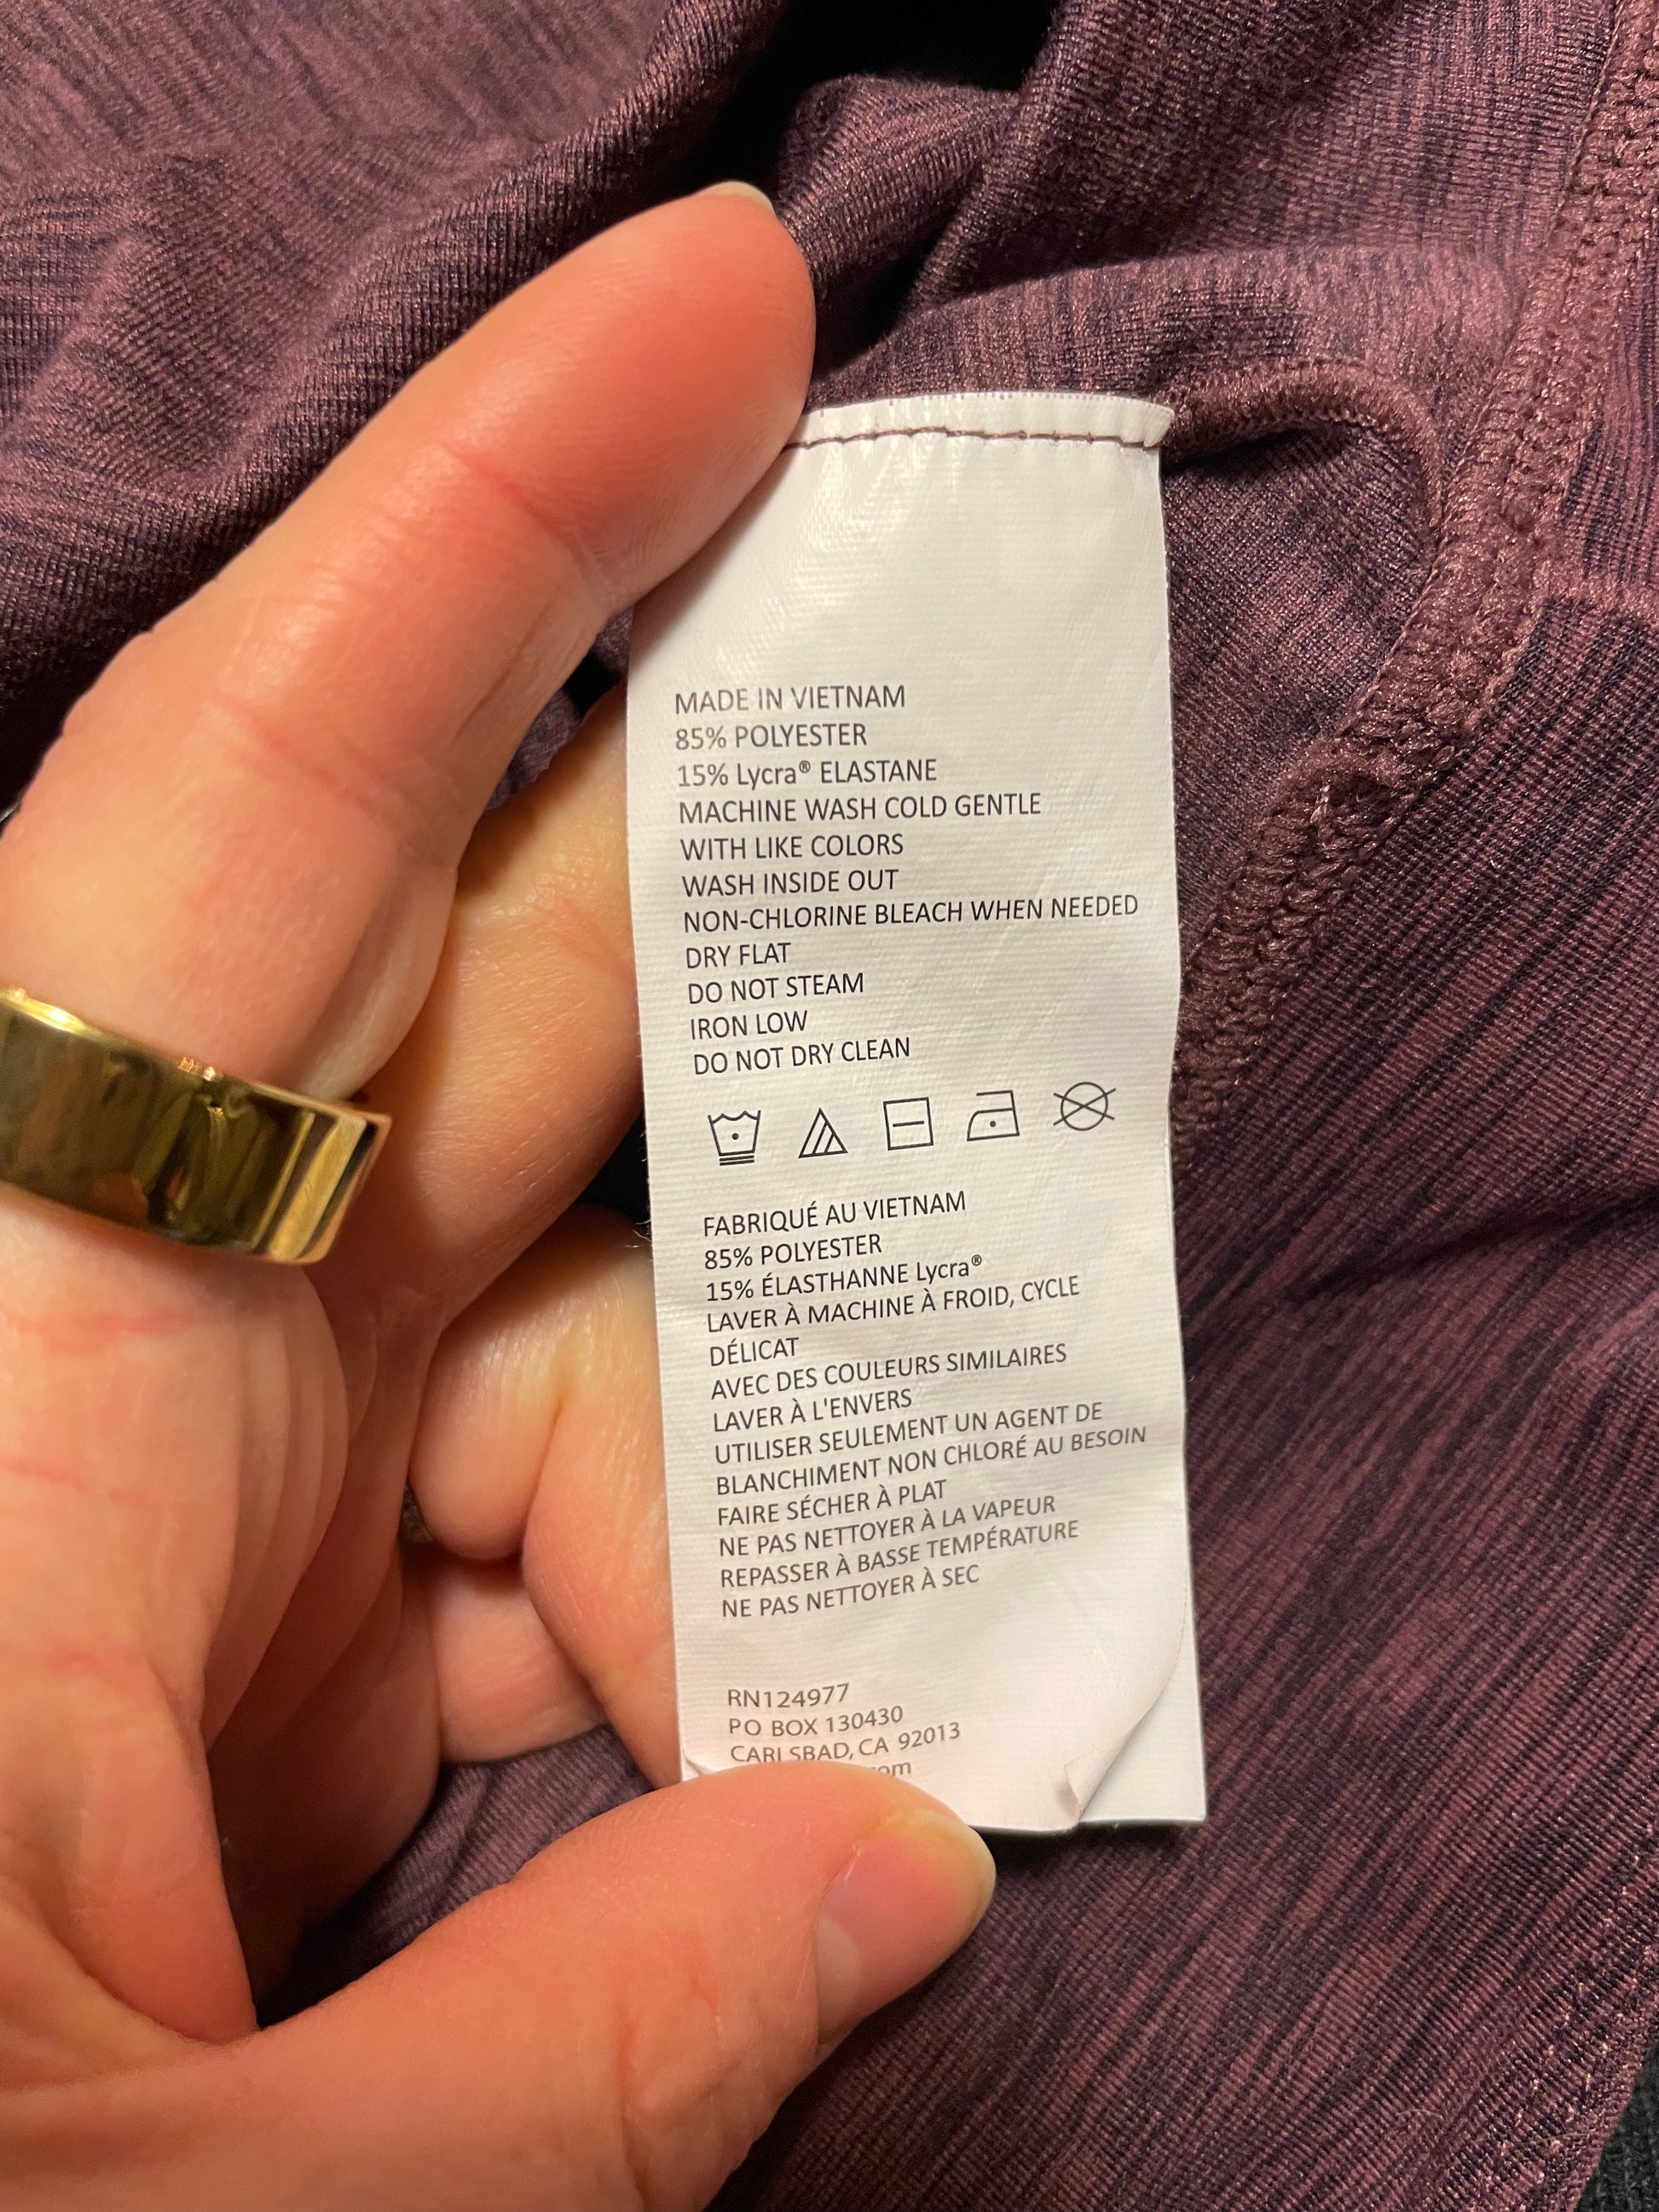 MADE IN VIETNAM
85% POLYESTER
15% Lycra® ELASTANE
MACHINE WASH COLD GENTLE
WITH LIKE COLORS
WASH INSIDE OUT
NON-CHLORINE BLEACH WHEN NEEDED
DRY FLAT
DO NOT STEAM
IRON LOW
DO NOT DRY CLEAN
FABRIQUÉ AU VIETNAM
85% POLYESTER
15% ÉLASTHANNE Lycra®
LAVER À MACHINE À FROID, CYCLE
DÉLICAT
AVEC DES COULEURS SIMILAIRES
LAVER À L'ENVERS
UTILISER SEULEMENT UN AGENT DE
BLANCHIMENT NON CHLORÉ AU BESOIN
FAIRE SÉCHER À PLAT
NE PAS NETTOYER À LA VAPEUR
REPASSER À BASSE TEMPÉRATURE
NE PAS NETTOYER À SEC
RN124977
PO BOX 130430
CARLSBAD, CA 92013